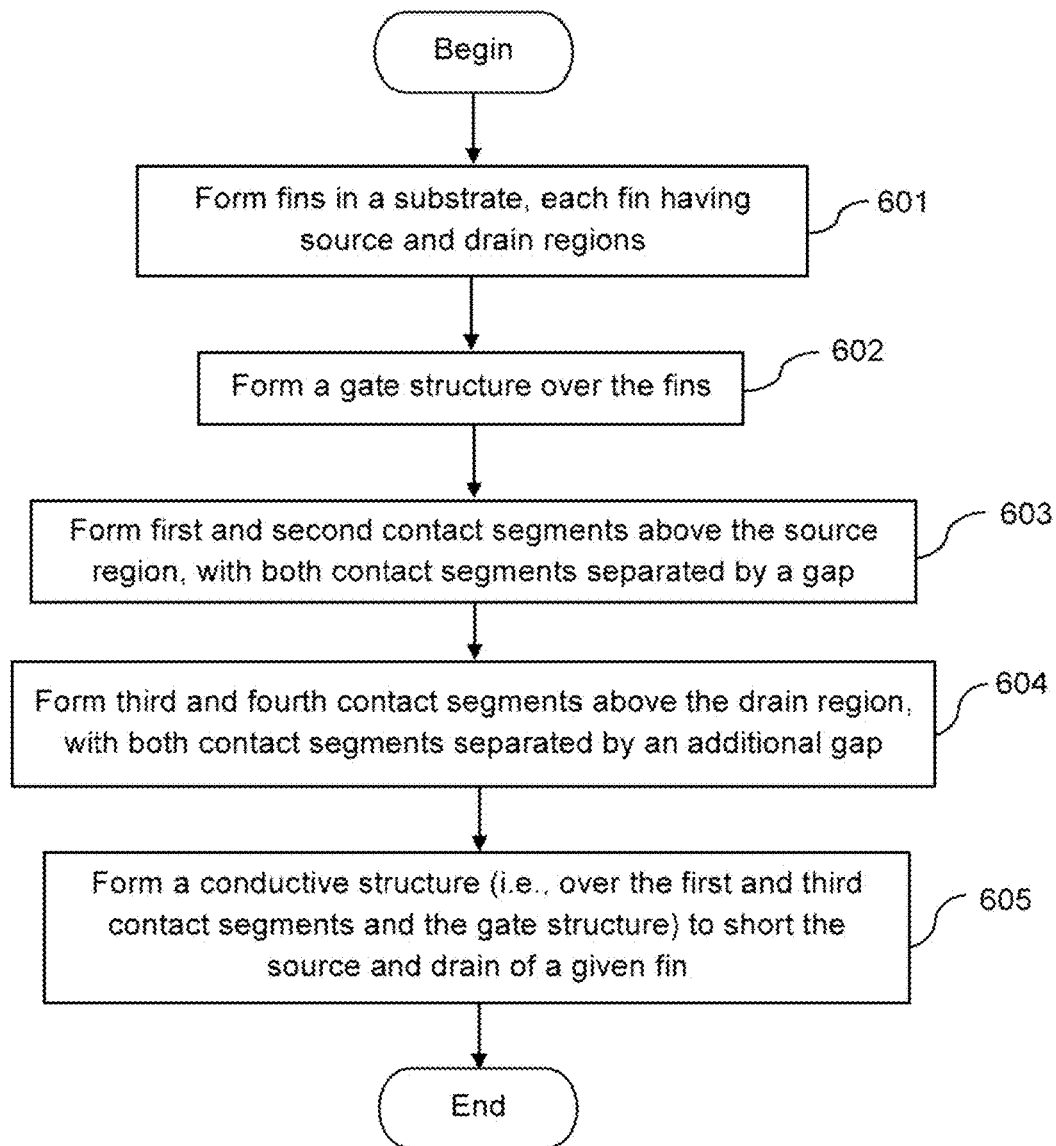 Begin
Form fins in a substrate, each fin having
source and drain regions
601
Form a gate structure over the fins
602
Form first and second contact segments above the source
region, with both contact segments separated by a gap
603
Form third and fourth contact segments above the drain region,
with both contact segments separated by an additional gap
604
Form a conductive structure (i.e., over the first and third
contact segments and the gate structure) to short the
source and drain of a given fin
605
End